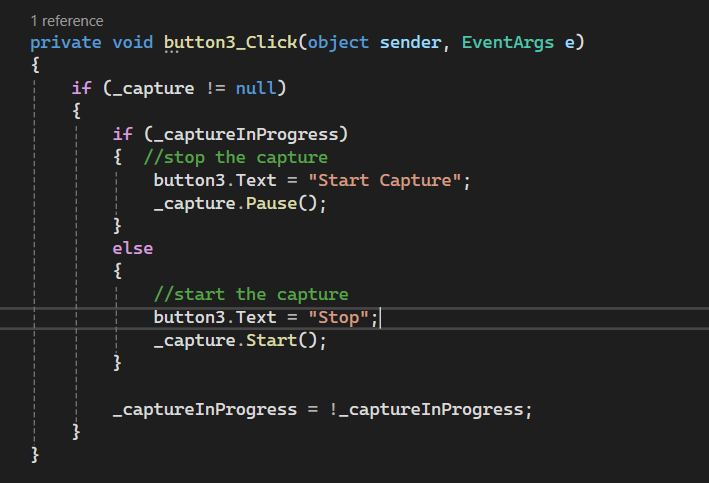 1 reference
private void button3_Click(object sender, EventArgs e)
{
    if (_capture != null)
    {
        if (_captureInProgress)
        {  //stop the capture
            button3.Text = "Start Capture";
            _capture.Pause();
        }
        else
        {
            //start the capture
            button3.Text = "Stop";
            _capture.Start();
        }

        _captureInProgress = !_captureInProgress;
    }
}